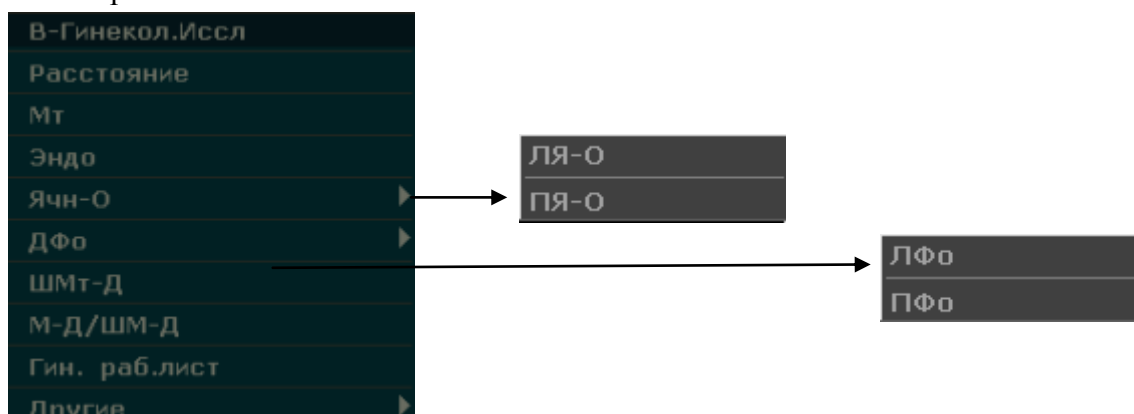 В-Гинекол.Иссл
Расстояние
Мт
Эндо
Ячн-О
ДФо
ШМт-Д
М-Д/ШМ-Д
Гин. раб.лист
Другие
ЛЯ-О
ПЯ-О
ЛФо
ПФо